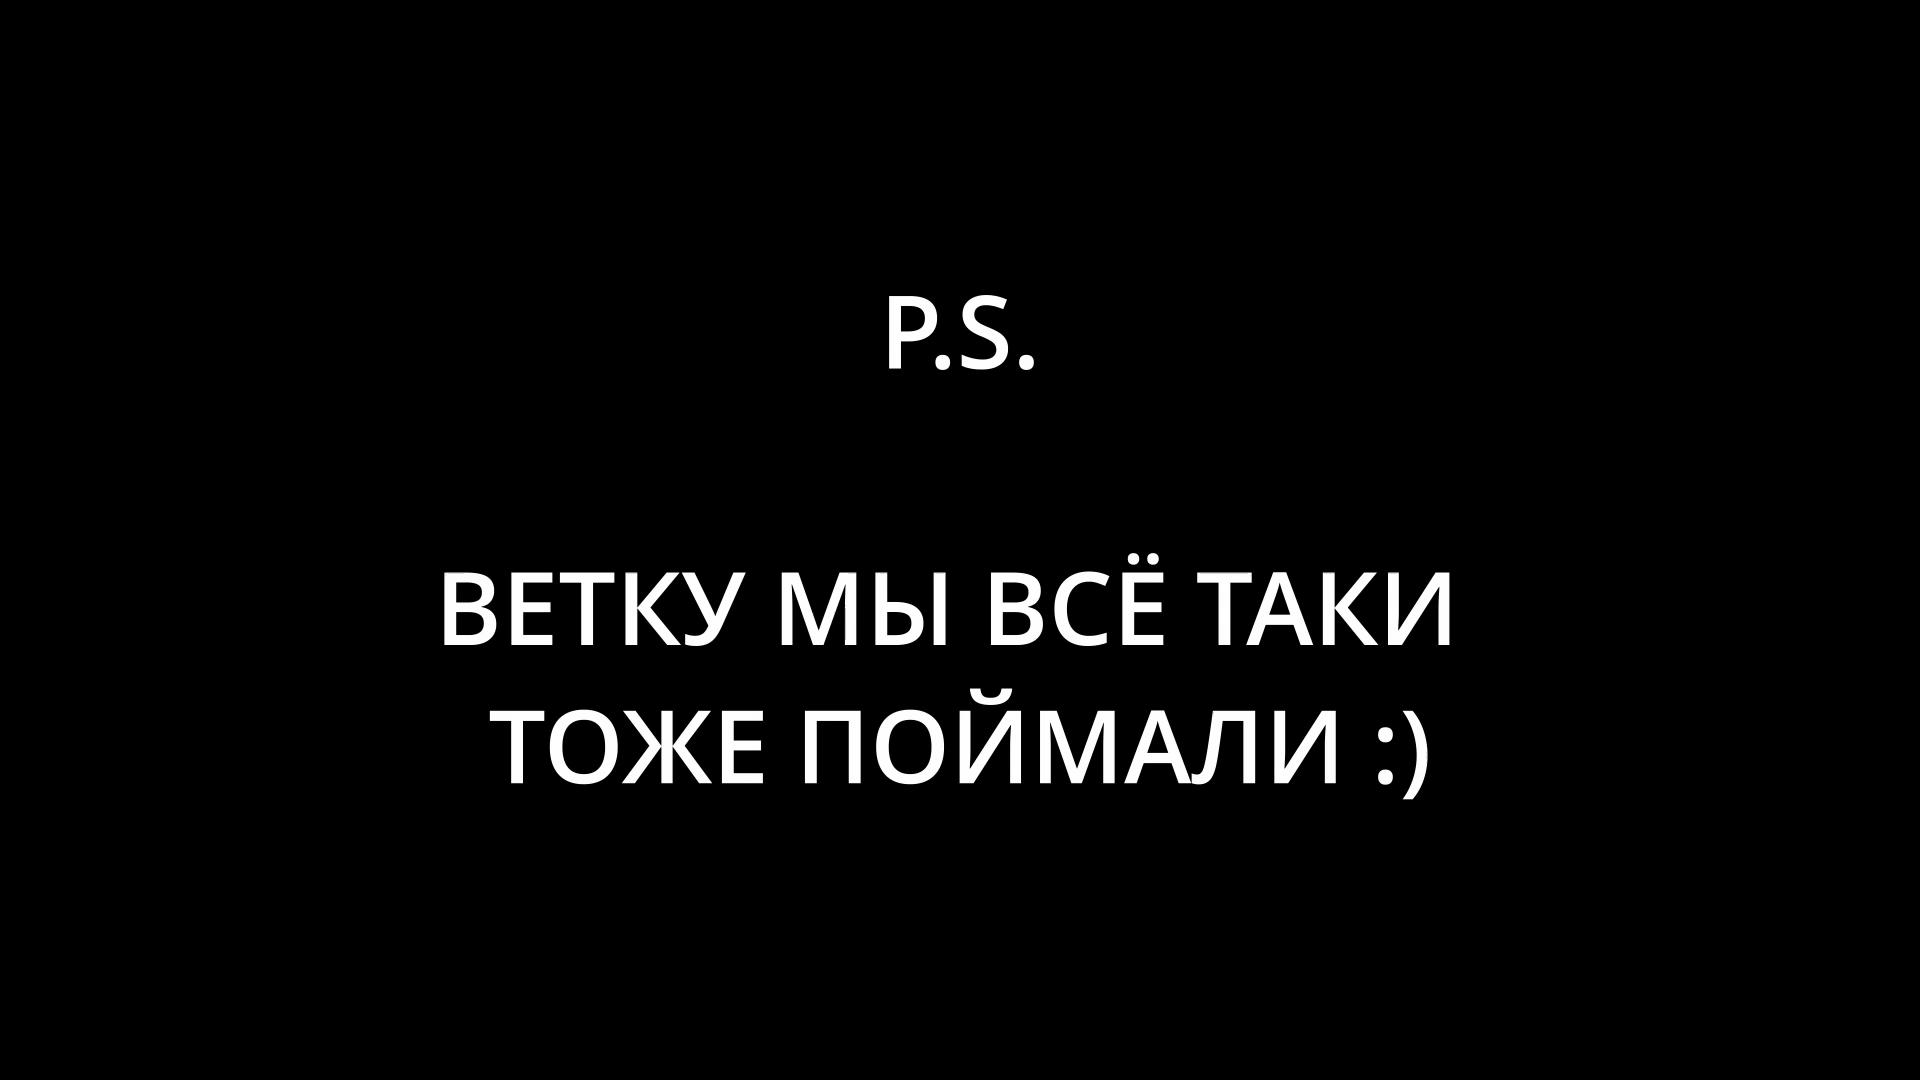 P.S.
ВЕТКУ МЫ ВСЁ ТАКИ
ТОЖЕ ПОЙМАЛИ :)